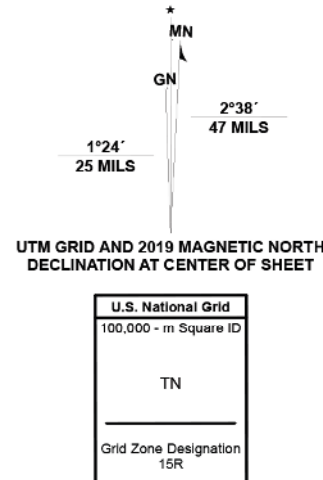 ★
MN
GN
2°38´
47 MILS
1°24´
25 MILS
UTM GRID AND 2019 MAGNETIC NORTH
DECLINATION AT CENTER OF SHEET
U.S. National Grid
100,000 - m Square ID
TN
Grid Zone Designation
15R